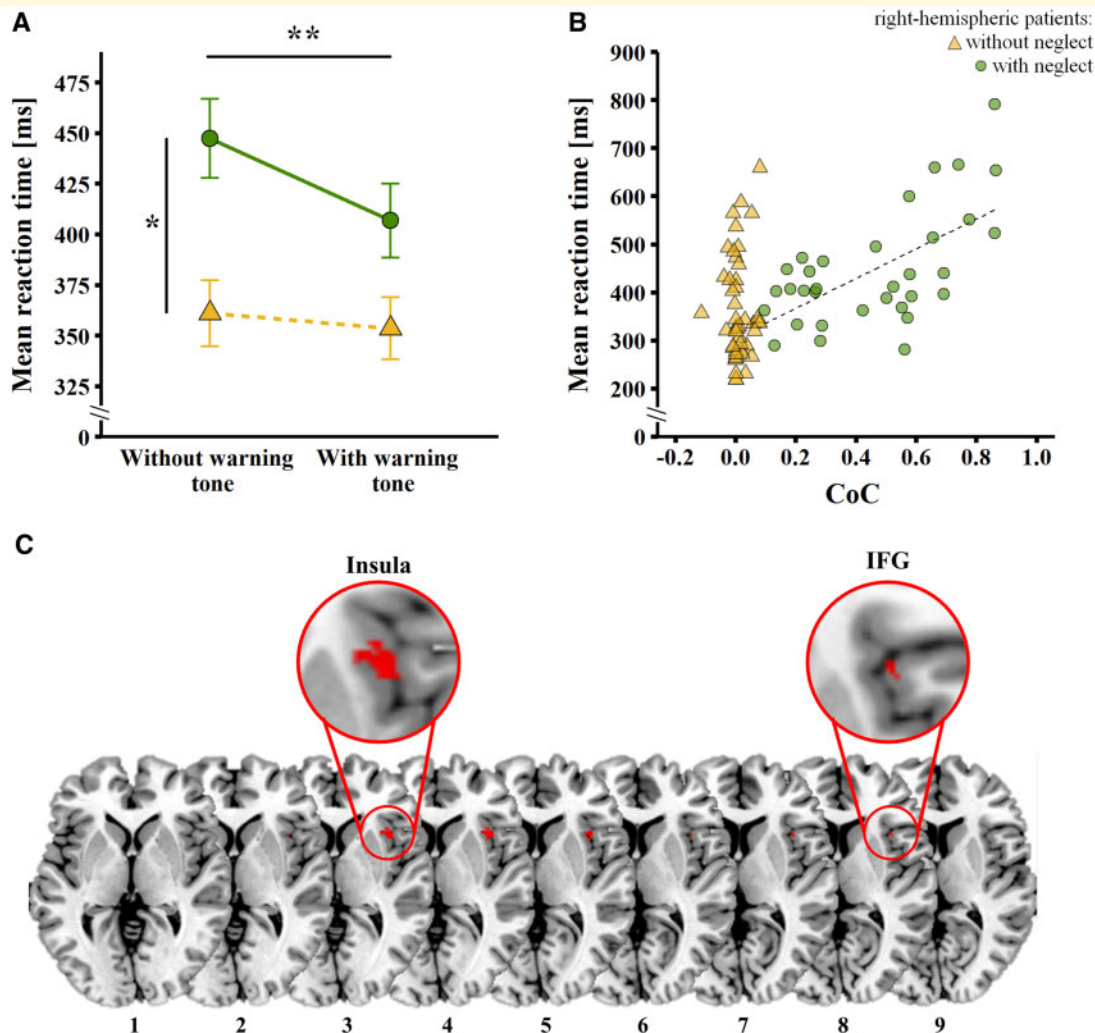 A
**
Mean reaction time [ms]
475
450
425
400
375
350
325
0
*
Without warning
tone
With warning
tone
B
right-hemispheric patients:
without neglect
with neglect
Mean reaction time [ms]
900
800
700
600
500
400
300
200
0
-0.2 0.0 0.2 0.4 0.6 0.8 1.0
CoC
C
Insula
IFG
1 2 3 4 5 6 7 8 9